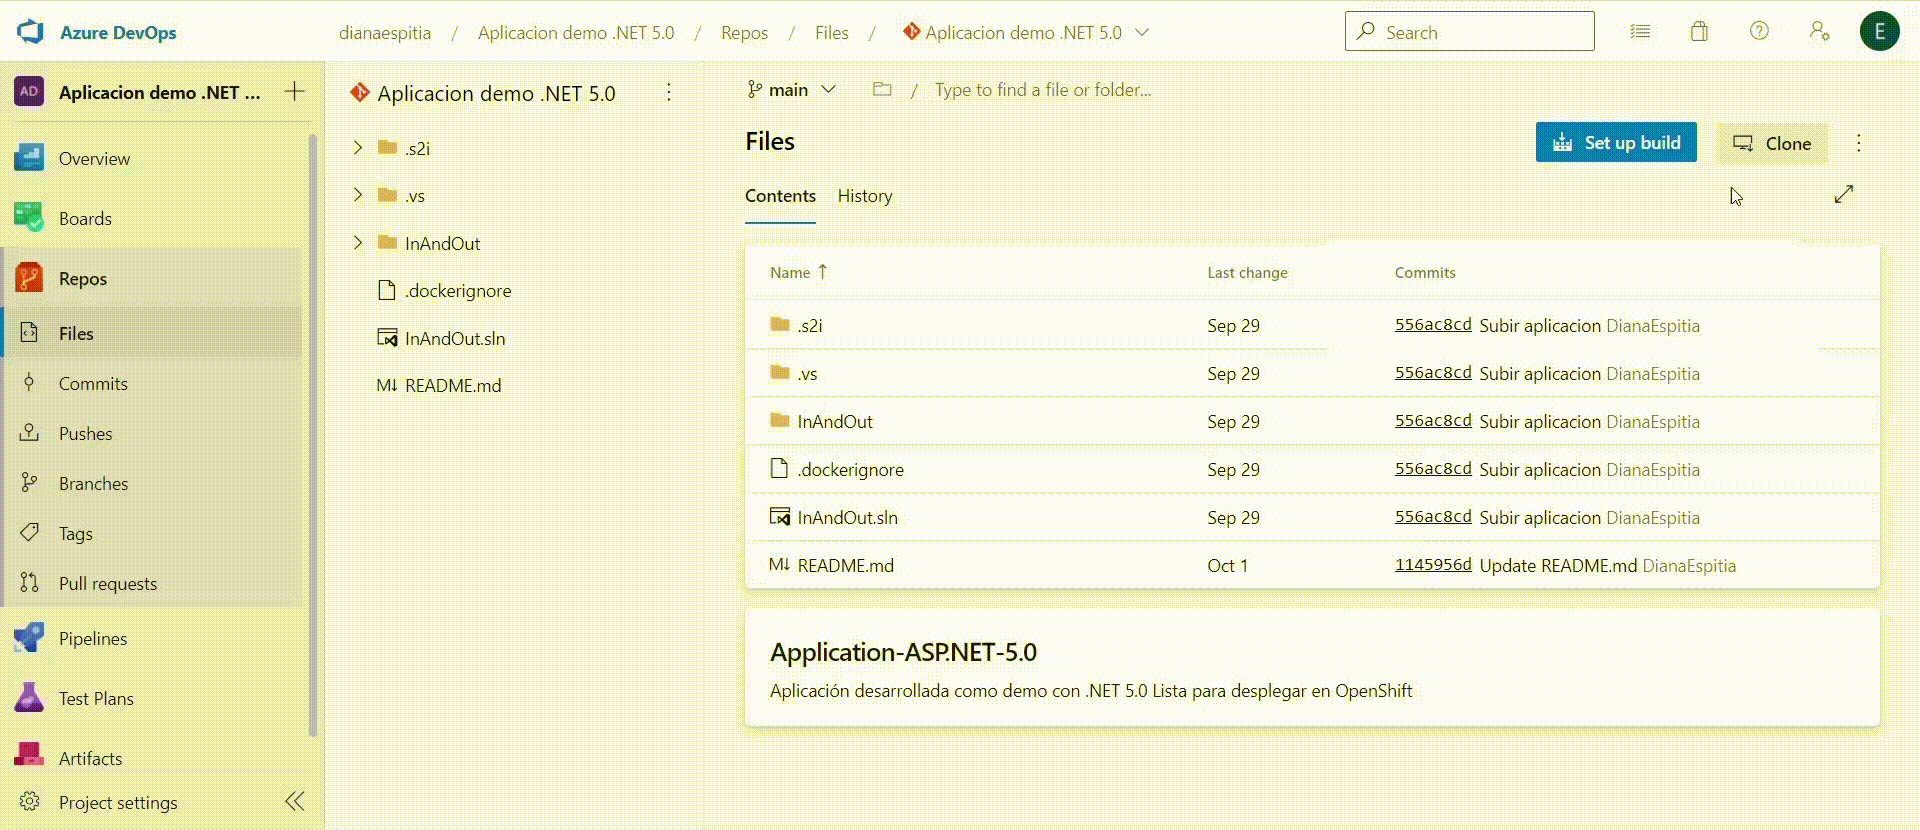 Azure DevOps
dianaespitia / Aplicacion demo .NET 5.0 / Repos / Files / Aplicacion demo .NET 5.0
Search
E
AD Aplicacion demo .NET ...
Overview
Boards
Repos
Files
Commits
Pushes
Branches
Tags
Pull requests
Pipelines
Test Plans
Artifacts
Project settings
Aplicacion demo .NET 5.0
.s2i
.vs
InAndOut
.dockerignore
InAndOut.sln
M↓ README.md
main / Type to find a file or folder...
Files
Set up build
Clone
Contents History
Name ↑ Last change Commits
.s2i Sep 29 556ac8cd Subir aplicacion DianaEspitia
.vs Sep 29 556ac8cd Subir aplicacion DianaEspitia
InAndOut Sep 29 556ac8cd Subir aplicacion DianaEspitia
.dockerignore Sep 29 556ac8cd Subir aplicacion DianaEspitia
InAndOut.sln Sep 29 556ac8cd Subir aplicacion DianaEspitia
M↓ README.md Oct 1 1145956d Update README.md DianaEspitia
Application-ASP.NET-5.0
Aplicación desarrollada como demo con .NET 5.0 Lista para desplegar en OpenShift